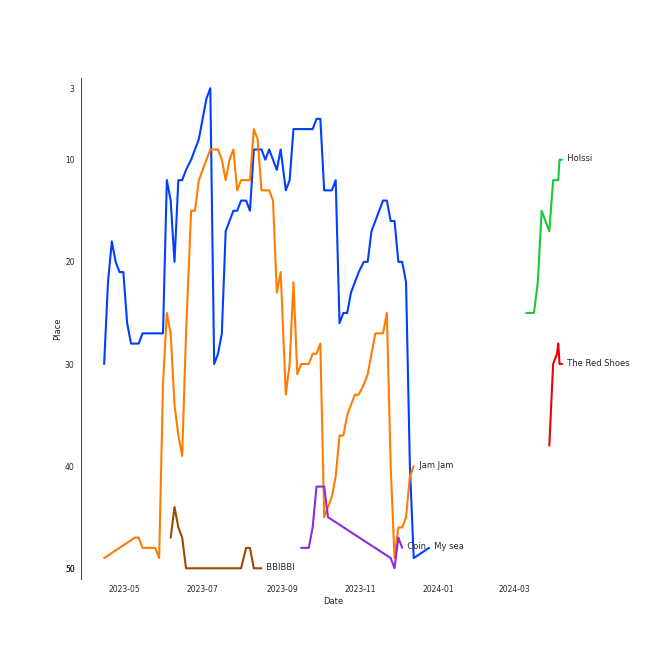 3
10
Holssi
20
Place
30
The Red Shoes
40
Jam Jam
Coin
My sea
50
BBIBBI
2023-05
2023-07
2023-09
2023-11
2024-01
2024-03
Date